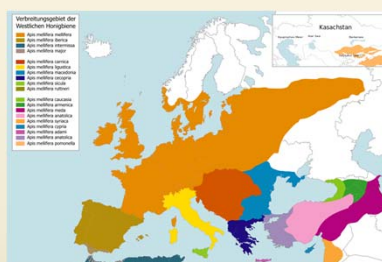 Verbreitungsgebiet der
Westlichen Honigbiene
Apis mellifera mellifera
Apis mellifera iberica
Apis mellifera intermissa
Apis mellifera major
Apis mellifera carnica
Apis mellifera ligustica
Apis mellifera macedonia
Apis mellifera cecropia
Apis mellifera sicula
Apis mellifera ruttneri
Apis mellifera caucasia
Apis mellifera armenica
Apis mellifera meda
Apis mellifera anatolica
Apis mellifera syriaca
Apis mellifera cypria
Apis mellifera adami
Apis mellifera anatolica
Apis mellifera pomonella
Kasachstan